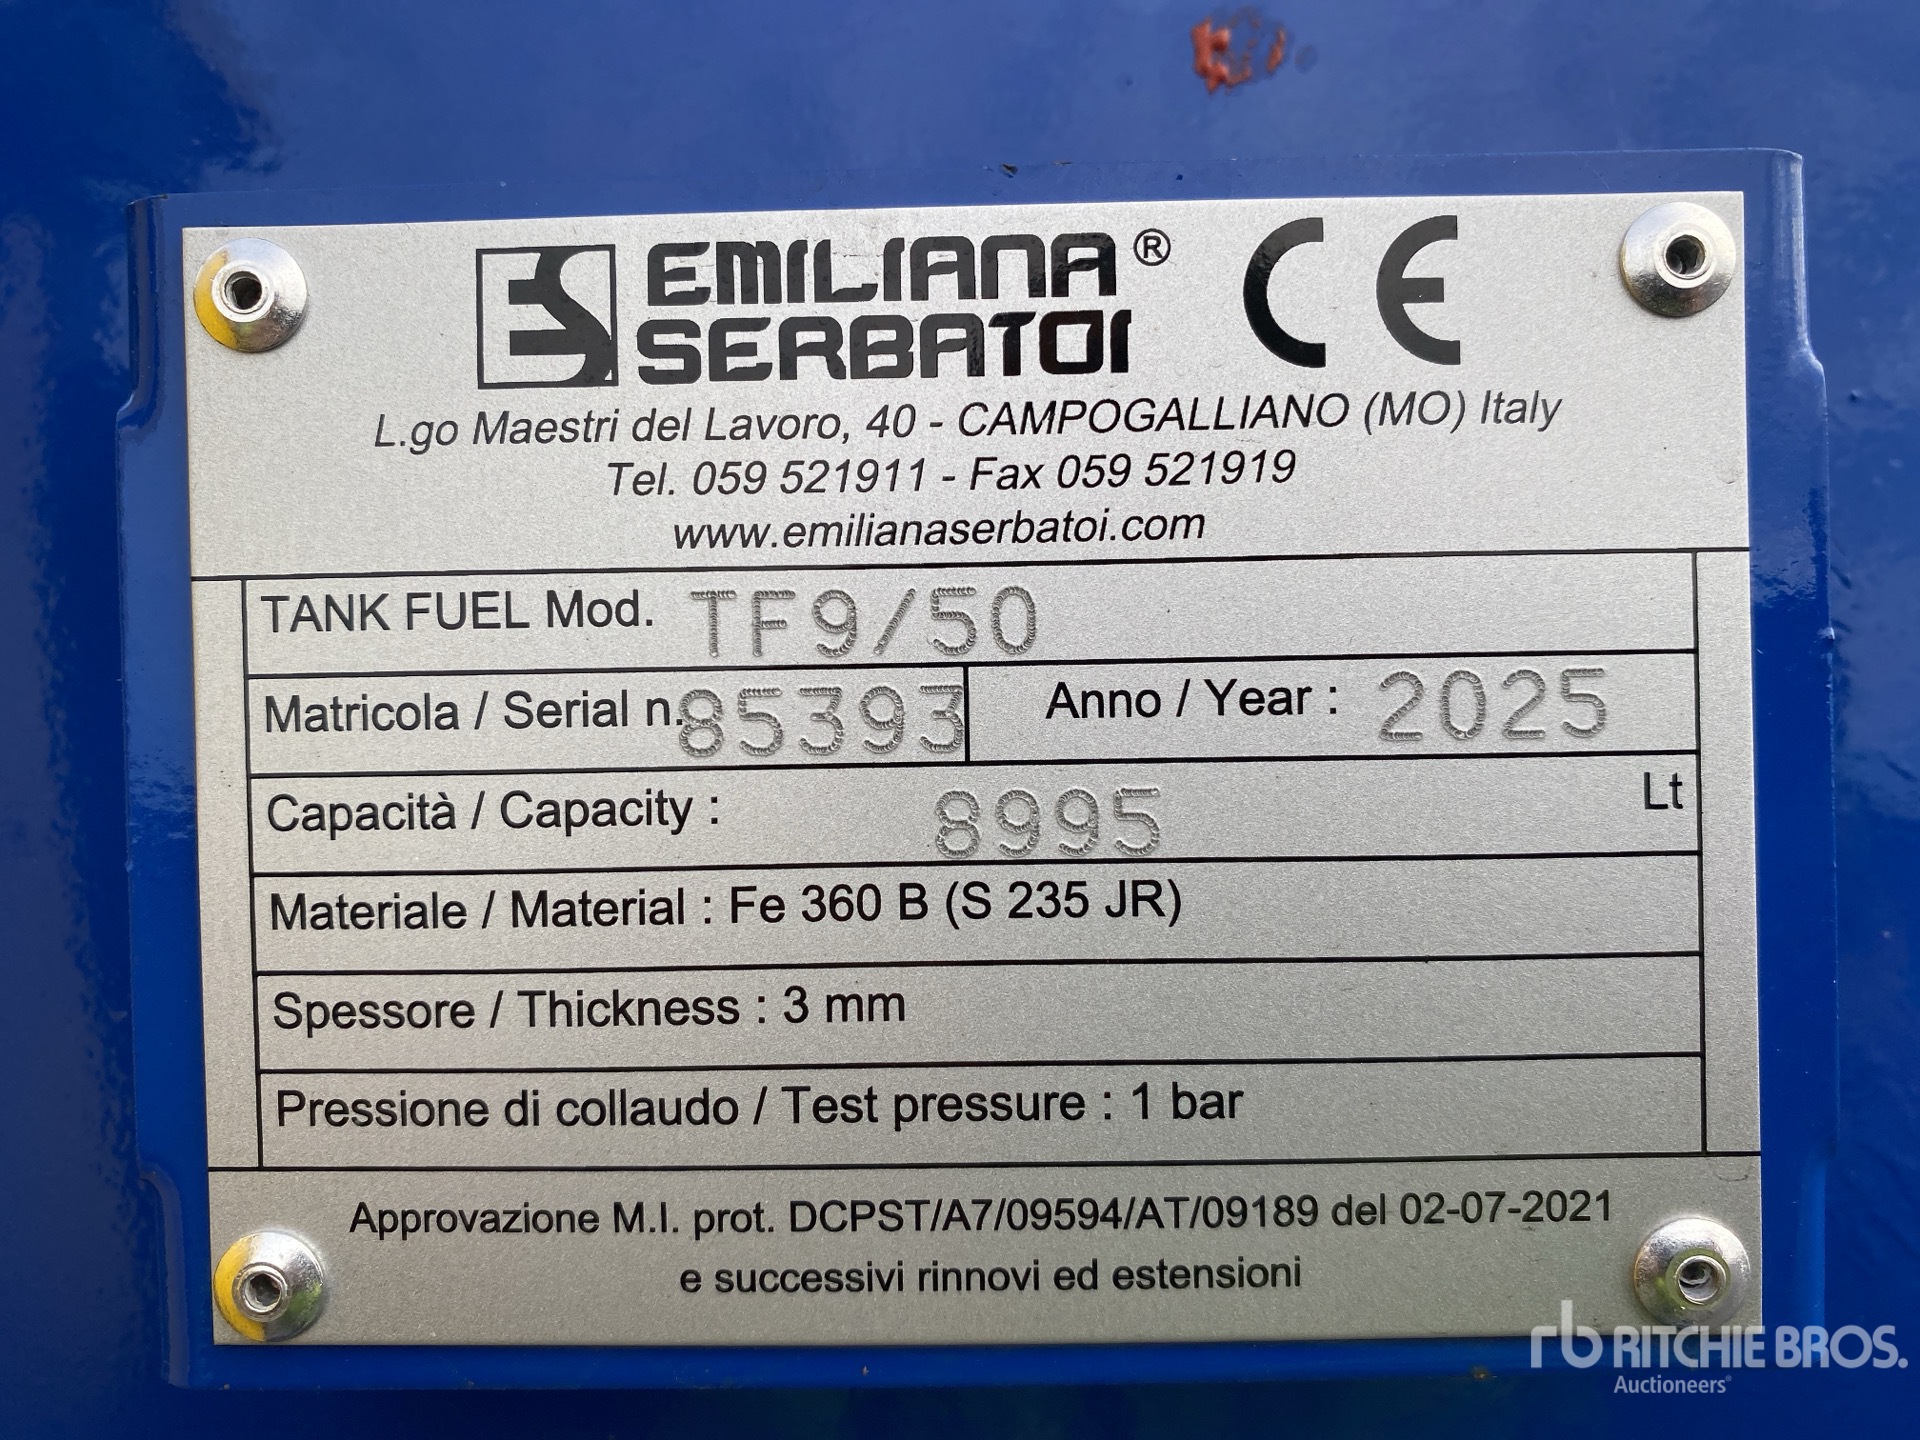 EMILIANA® CE
SERBATOI
L.go Maestri del Lavoro, 40 - CAMPOGALLIANO (MO) Italy
Tel. 059 521911 - Fax 059 521919
www.emilianaserbatoi.com
TANK FUEL Mod. TF9/50
Matricola / Serial n. 85393 Anno / Year : 2025
Capacità / Capacity : 8995 Lt
Materiale / Material : Fe 360 B (S 235 JR)
Spessore / Thickness : 3 mm
Pressione di collaudo / Test pressure : 1 bar
Approvazione M.I. prot. DCPST/A7/09594/AT/09189 del 02-07-2021
e successivi rinnovi ed estensioni
rb RITCHIE BROS.
Auctioneers®